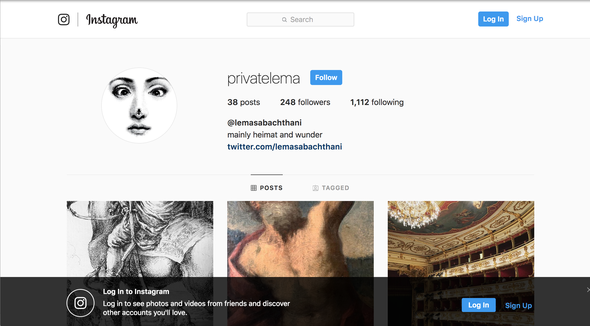 Instagram
Search
Log In
Sign Up
privatelema
Follow
38 posts 248 followers 1,112 following
@lemasabachthani
mainly heimat and wunder
twitter.com/lemasabachthani
POSTS
TAGGED
Log In to Instagram
Log in to see photos and videos from friends and discover
other accounts you'll love.
Log In
Sign Up